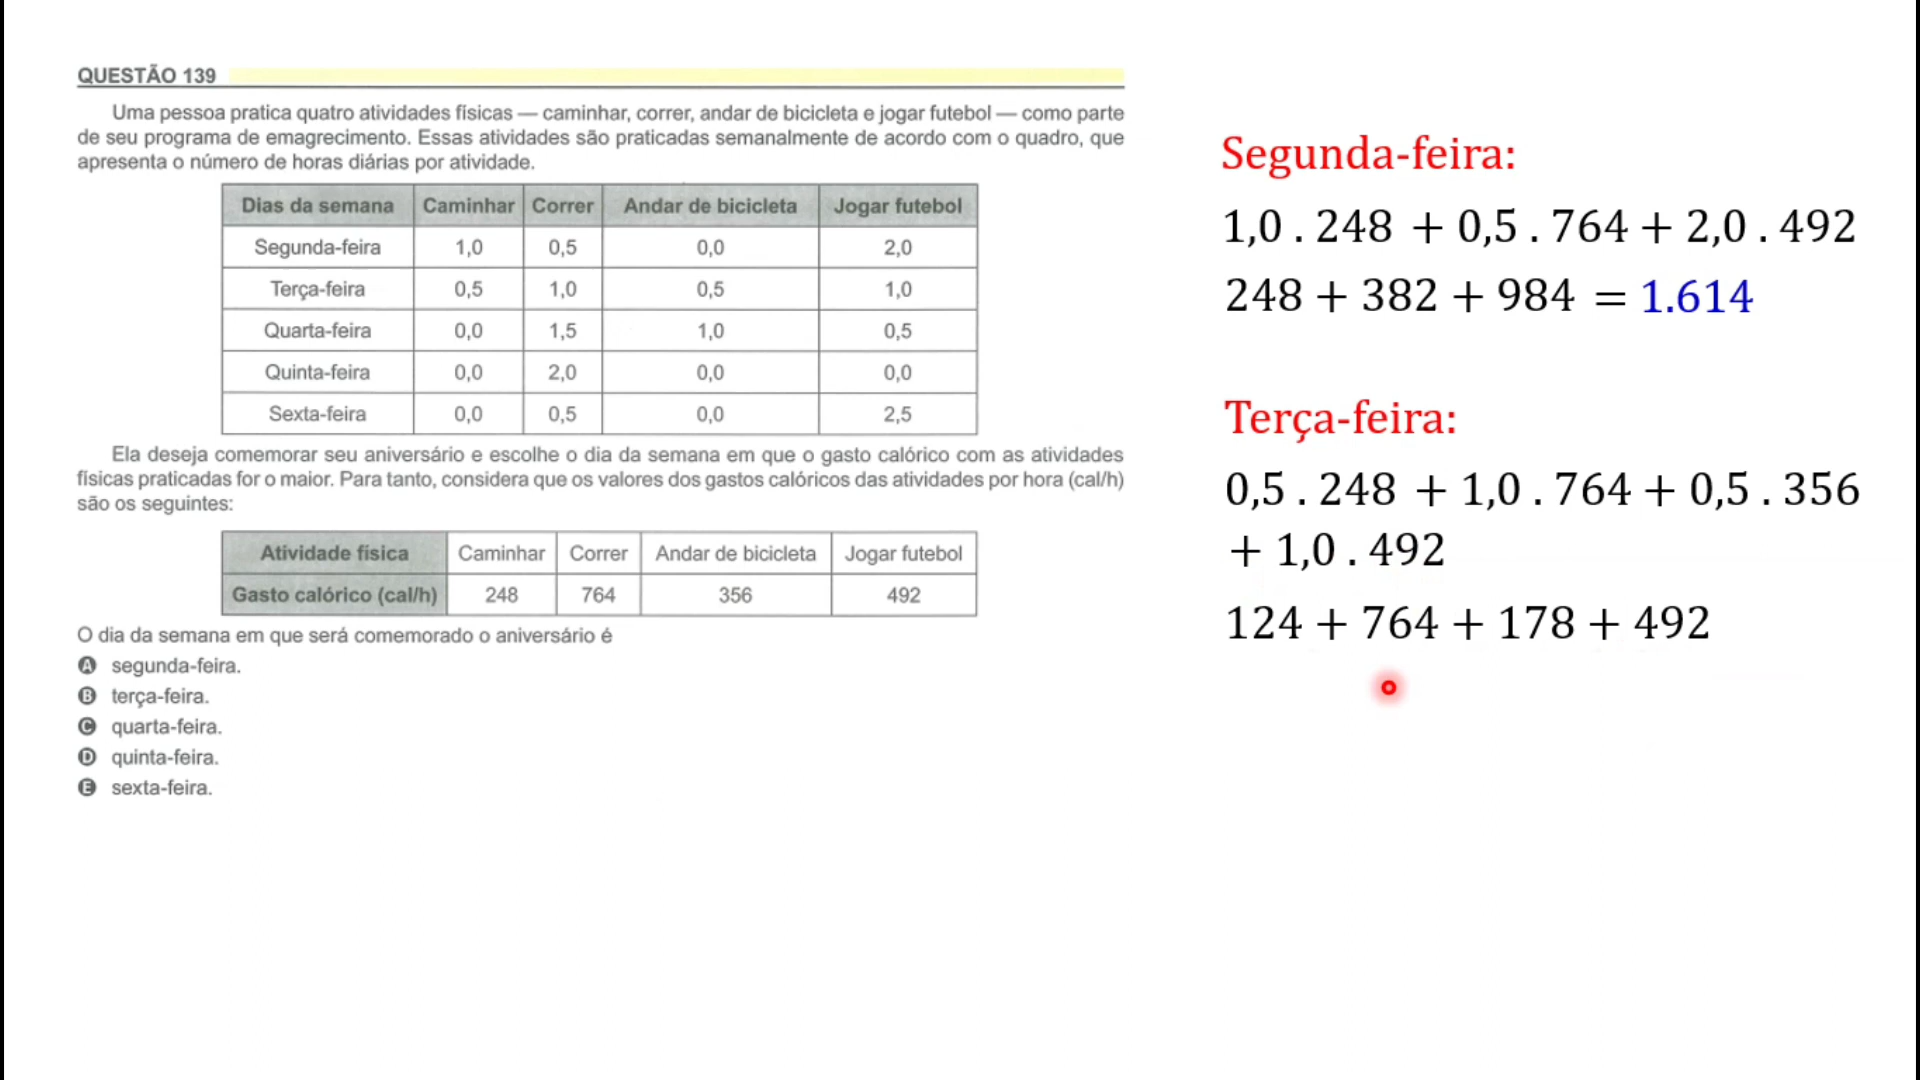 QUESTÃO 139
Uma pessoa pratica quatro atividades físicas — caminhar, correr, andar de bicicleta e jogar futebol — como parte
de seu programa de emagrecimento. Essas atividades são praticadas semanalmente de acordo com o quadro, que
apresenta o número de horas diárias por atividade.
Dias da semana Caminhar Correr Andar de bicicleta Jogar futebol
Segunda-feira 1,0 0,5 0,0 2,0
Terça-feira 0,5 1,0 0,5 1,0
Quarta-feira 0,0 1,5 1,0 0,5
Quinta-feira 0,0 2,0 0,0 0,0
Sexta-feira 0,0 0,5 0,0 2,5
Ela deseja comemorar seu aniversário e escolhe o dia da semana em que o gasto calórico com as atividades
físicas praticadas for o maior. Para tanto, considera que os valores dos gastos calóricos das atividades por hora (cal/h)
são os seguintes:
Atividade física Caminhar Correr Andar de bicicleta Jogar futebol
Gasto calórico (cal/h) 248 764 356 492
O dia da semana em que será comemorado o aniversário é
A segunda-feira.
B terça-feira.
C quarta-feira.
D quinta-feira.
E sexta-feira.
Segunda-feira:
1,0 . 248 + 0,5 . 764 + 2,0 . 492
248 + 382 + 984 = 1.614
Terça-feira:
0,5 . 248 + 1,0 . 764 + 0,5 . 356
+ 1,0 . 492
124 + 764 + 178 + 492